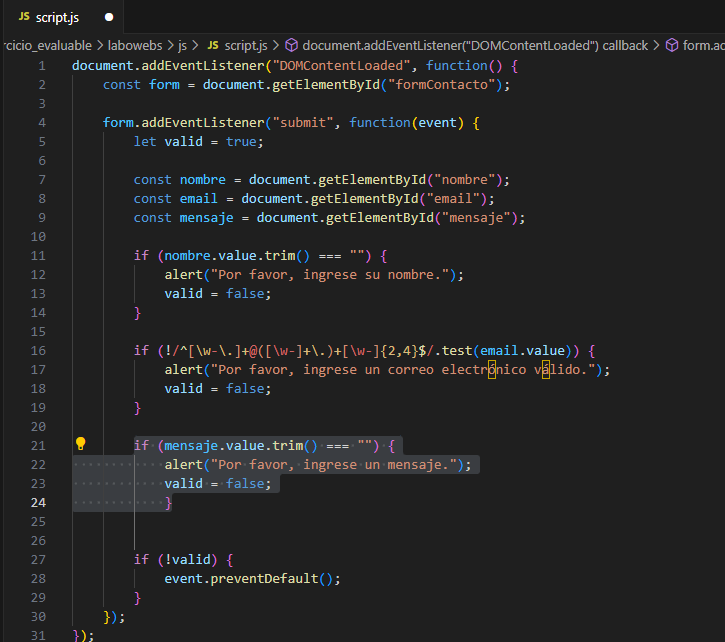 JS script.js ●
rcicio_evaluable > labowebs > js > JS script.js > document.addEventListener("DOMContentLoaded") callback > form.ad
1 document.addEventListener("DOMContentLoaded", function() {
2 const form = document.getElementById("formContacto");
3
4 form.addEventListener("submit", function(event) {
5 let valid = true;
6
7 const nombre = document.getElementById("nombre");
8 const email = document.getElementById("email");
9 const mensaje = document.getElementById("mensaje");
10
11 if (nombre.value.trim() === "") {
12 alert("Por favor, ingrese su nombre.");
13 valid = false;
14 }
15
16 if (!/^[\w-\.]+@([\w-]+\.)+[\w-]{2,4}$/.test(email.value)) {
17 alert("Por favor, ingrese un correo electrónico válido.");
18 valid = false;
19 }
20
21 if (mensaje.value.trim() === "") {
22 alert("Por favor, ingrese un mensaje.");
23 valid = false;
24 }
25
26
27 if (!valid) {
28 event.preventDefault();
29 }
30 });
31 });